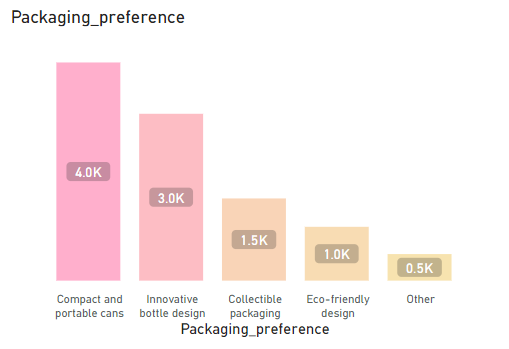 Packaging_preference
4.0K
3.0K
1.5K
1.0K
0.5K
Compact and
portable cans
Innovative
bottle design
Collectible
packaging
Eco-friendly
design
Other
Packaging_preference